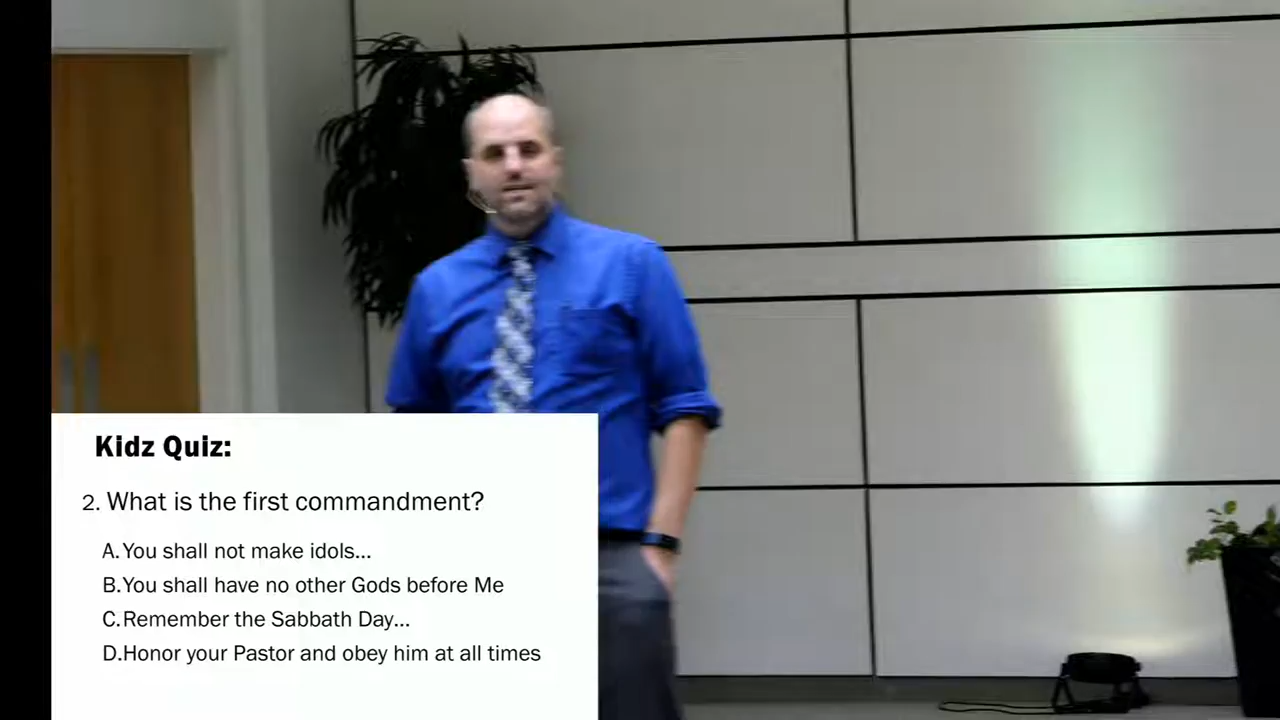 Kidz Quiz:
2. What is the first commandment?
A. You shall not make idols...
B. You shall have no other Gods before Me
C. Remember the Sabbath Day...
D. Honor your Pastor and obey him at all times